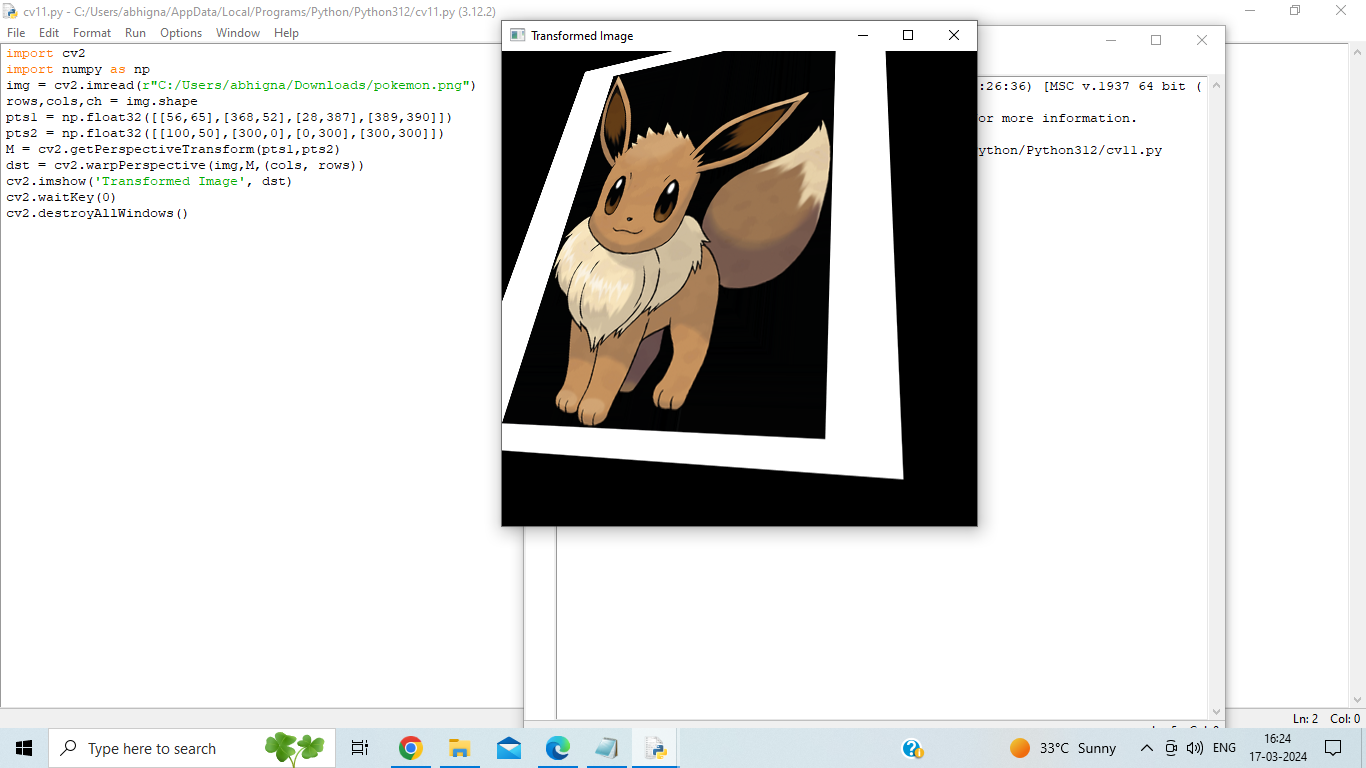 cv11.py - C:/Users/abhigna/AppData/Local/Programs/Python/Python312/cv11.py (3.12.2)
File Edit Format Run Options Window Help
import cv2
import numpy as np
img = cv2.imread(r"C:/Users/abhigna/Downloads/pokemon.png")
rows,cols,ch = img.shape
pts1 = np.float32([[56,65],[368,52],[28,387],[389,390]])
pts2 = np.float32([[100,50],[300,0],[0,300],[300,300]])
M = cv2.getPerspectiveTransform(pts1,pts2)
dst = cv2.warpPerspective(img,M,(cols, rows))
cv2.imshow('Transformed Image', dst)
cv2.waitKey(0)
cv2.destroyAllWindows()
Transformed Image
:26:36) [MSC v.1937 64 bit (
or more information.
ython/Python312/cv11.py
Ln: 2 Col: 0
Type here to search
33°C Sunny
ENG
16:24
17-03-2024